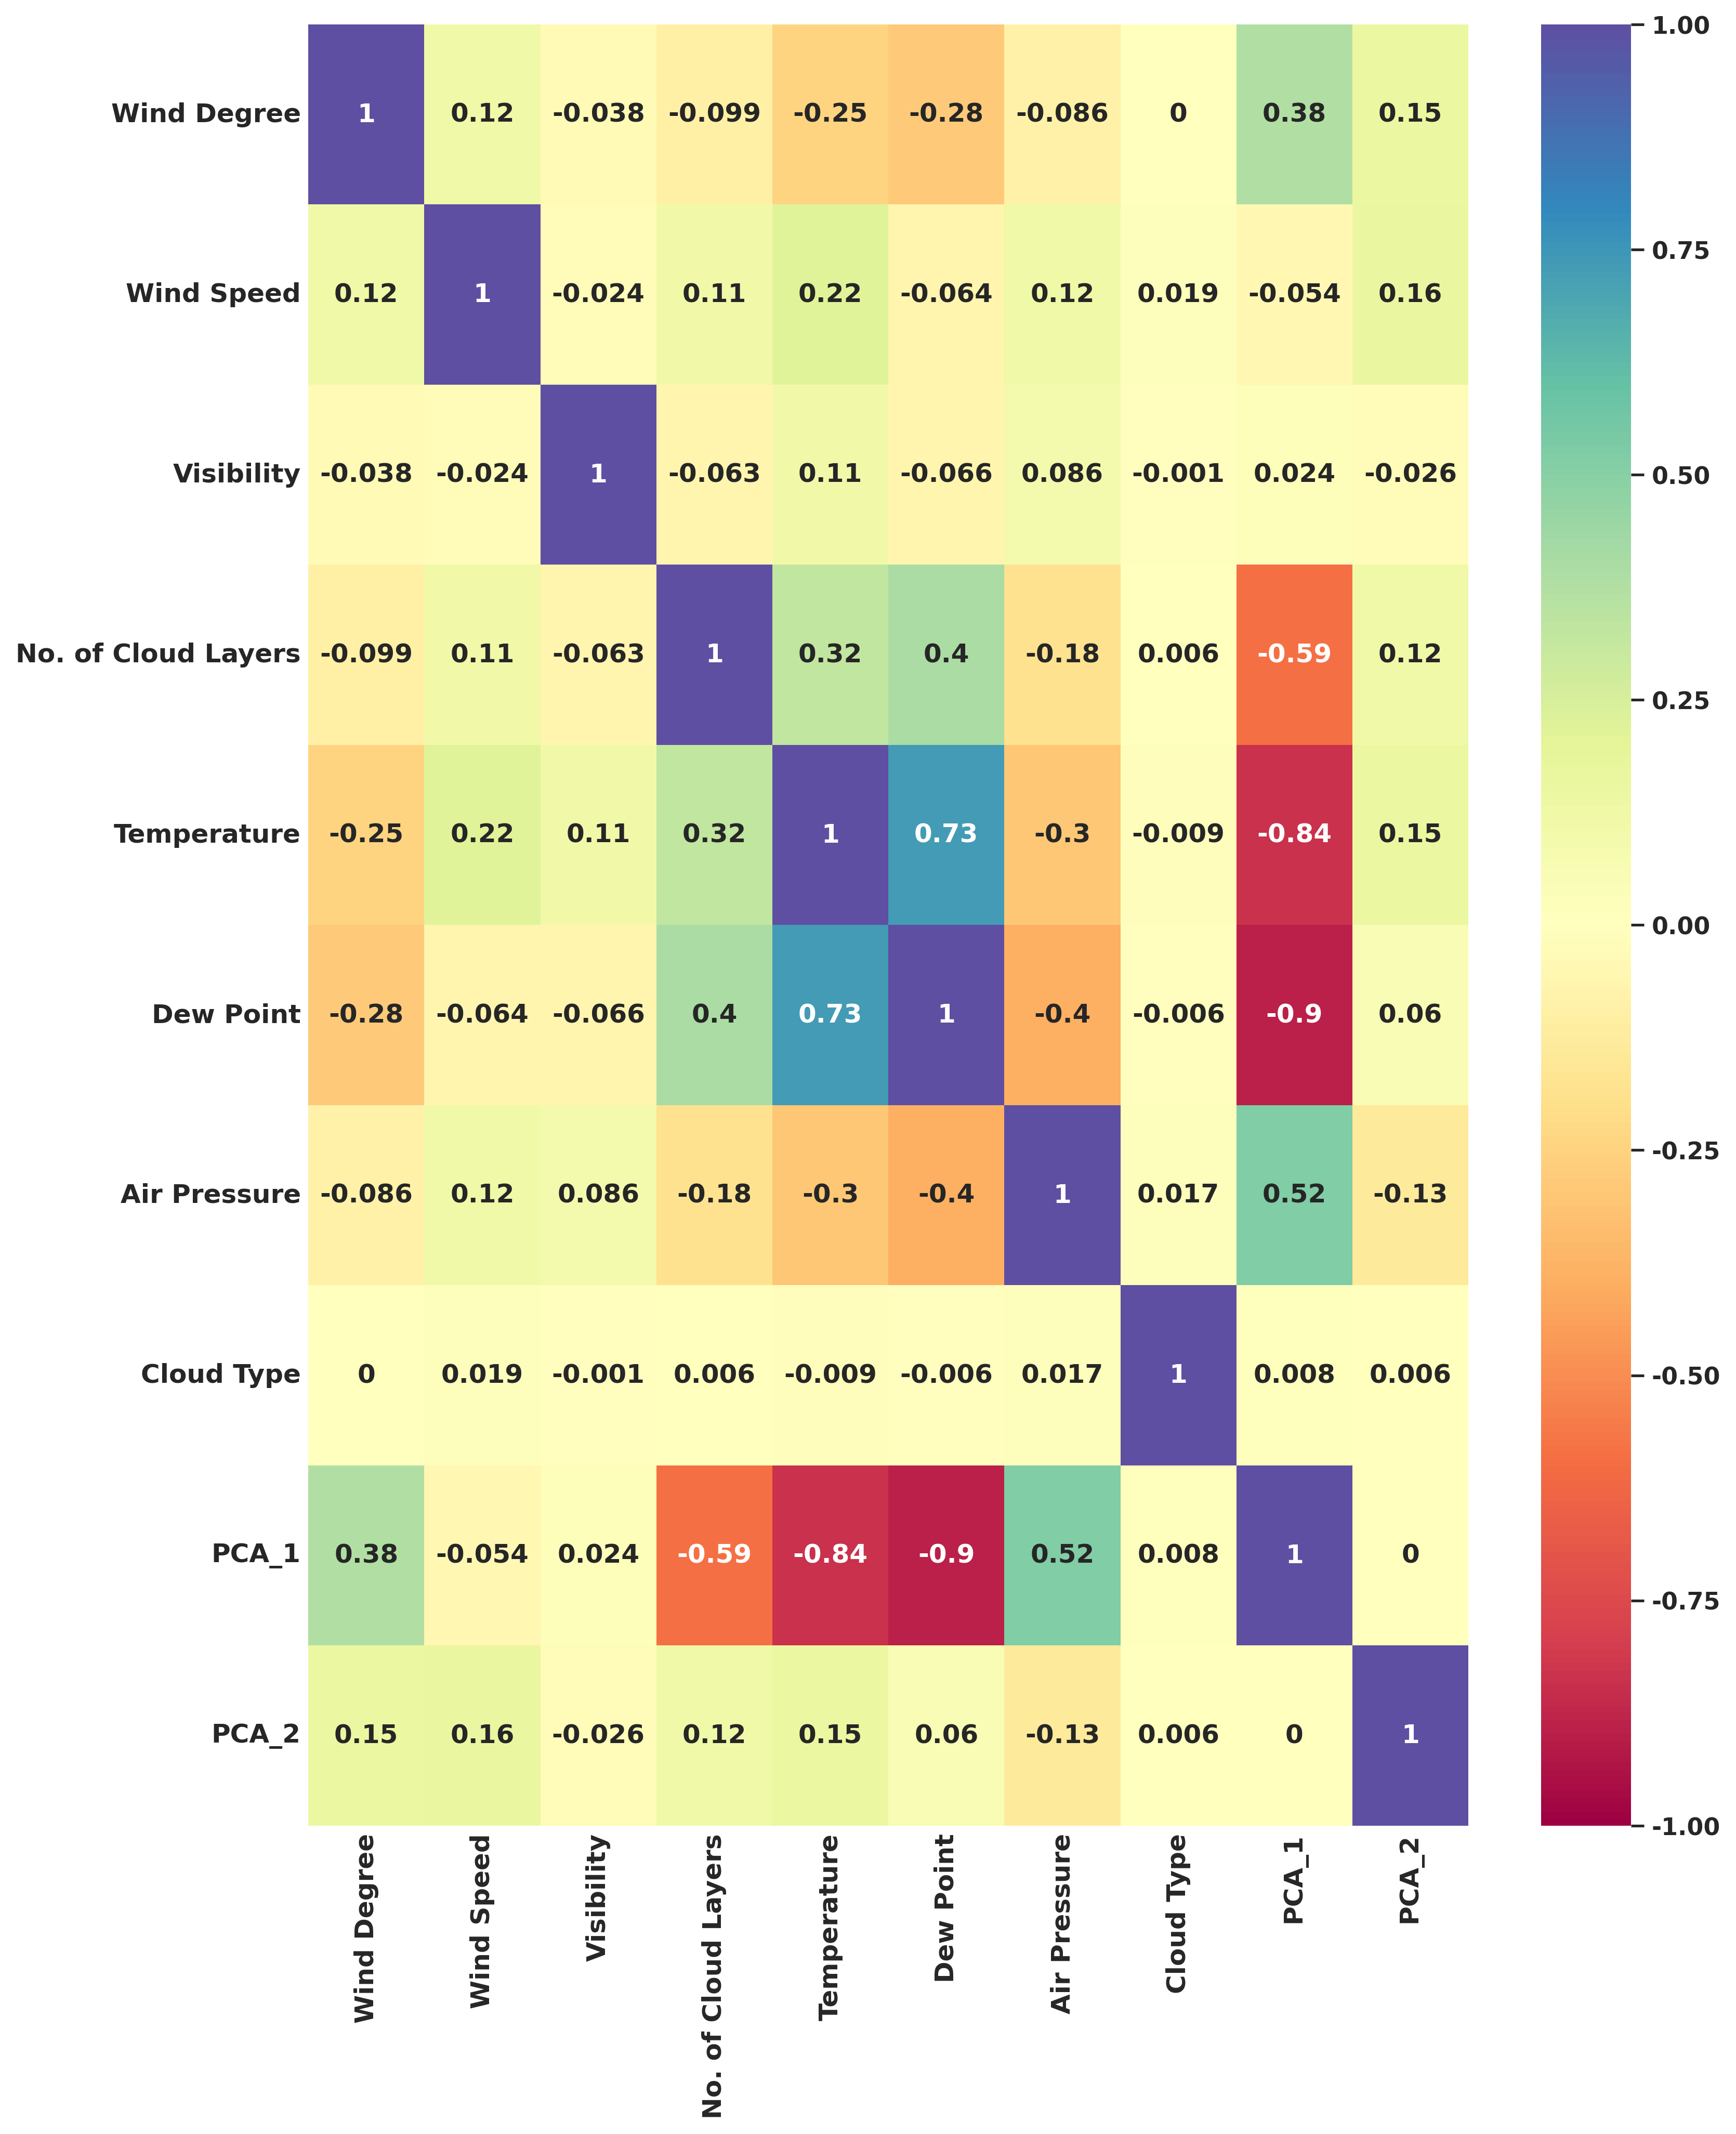 Wind Degree 1 0.12 -0.038 -0.099 -0.25 -0.28 -0.086 0 0.38 0.15
Wind Speed 0.12 1 -0.024 0.11 0.22 -0.064 0.12 0.019 -0.054 0.16
Visibility -0.038 -0.024 1 -0.063 0.11 -0.066 0.086 -0.001 0.024 -0.026
No. of Cloud Layers -0.099 0.11 -0.063 1 0.32 0.4 -0.18 0.006 -0.59 0.12
Temperature -0.25 0.22 0.11 0.32 1 0.73 -0.3 -0.009 -0.84 0.15
Dew Point -0.28 -0.064 -0.066 0.4 0.73 1 -0.4 -0.006 -0.9 0.06
Air Pressure -0.086 0.12 0.086 -0.18 -0.3 -0.4 1 0.017 0.52 -0.13
Cloud Type 0 0.019 -0.001 0.006 -0.009 -0.006 0.017 1 0.008 0.006
PCA_1 0.38 -0.054 0.024 -0.59 -0.84 -0.9 0.52 0.008 1 0
PCA_2 0.15 0.16 -0.026 0.12 0.15 0.06 -0.13 0.006 0 1
Wind Degree
Wind Speed
Visibility
No. of Cloud Layers
Temperature
Dew Point
Air Pressure
Cloud Type
PCA_1
PCA_2
1.00
0.75
0.50
0.25
0.00
-0.25
-0.50
-0.75
-1.00